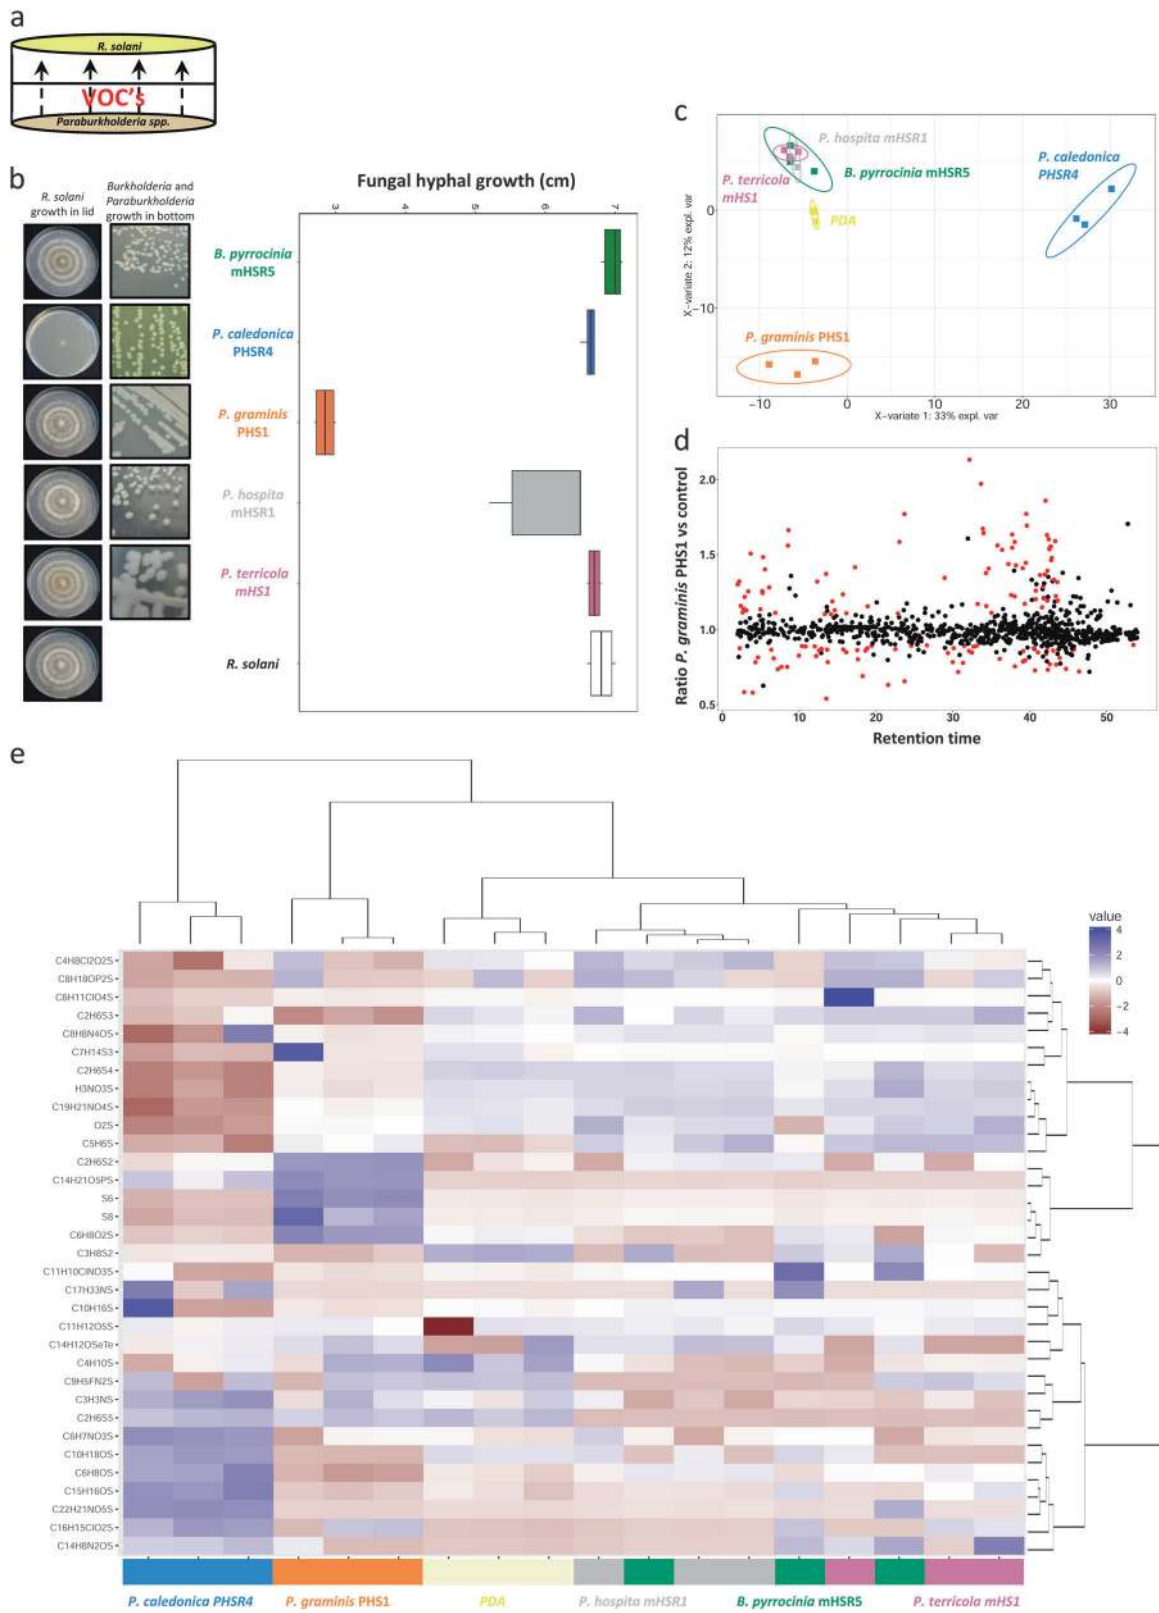 a
R. solani
VOC's
Paraburkholderia spp.
b
R. solani
growth in lid
Burkholderia and
Paraburkholderia
growth in bottom
Fungal hyphal growth (cm)
3
5
6
7
B. pyrrocinia
mHSR5
P. caledonica
PHSR4
P. graminis
PHS1
P. hospita
mHSR1
P. terricola
mHS1
R. solani
c
P. hospita mHSR1
P. caledonica
PHSR4
P. terricola
mHS1
B. pyrrocinia mHSR5
PDA
P. graminis PHS1
X-variate 2: 12% expl. var
0
−10
−10
0
10
20
30
X-variate 1: 33% expl. var
d
Ratio P. graminis PHS1 vs control
2.0
1.5
1.0
0.5
0
10
20
30
40
50
Retention time
e
value
4
2
0
−2
−4
C4H8Cl2O2S
C8H18OP2S
C6H11ClO4S
C2H6S3
C8H8N4OS
C7H14S3
C2H6S4
H3NO3S
C19H21NO4S
O2S
C5H6S
C2H6S2
C14H21O5PS
S6
S8
C6H8O2S
C3H8S2
C11H10ClNO3S
C17H33NS
C10H16S
C11H12O5S
C14H12OSeTe
C4H10S
C9H5FN2S
C3H3NS
C2H6S5
C6H7NO3S
C10H18OS
C6H8OS
C15H16OS
C22H21NO5S
C16H15ClO2S
C14H8N2OS
P. caledonica PHSR4
P. graminis PHS1
PDA
P. hospita mHSR1
B. pyrrocinia mHSR5
P. terricola mHS1